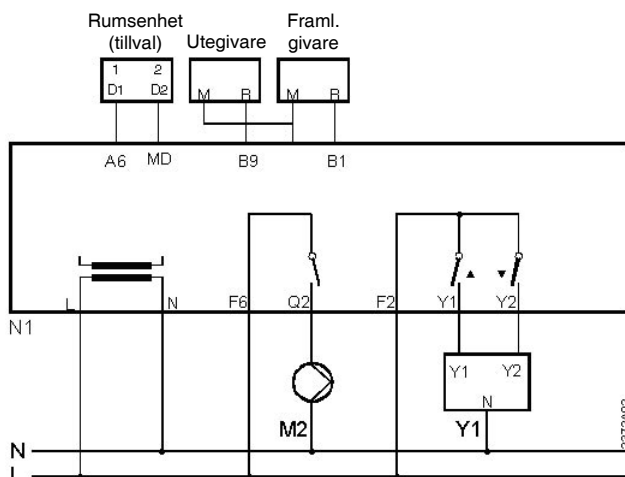 Rumsenhet
(tillval)
Utegivare
Framl.
givare
1 2
D1 D2
M B
M B
A6 MD B9 B1
L N F6 Q2 F2 Y1 Y2
N1
Y1 Y2
N
M2 Y1
N
L